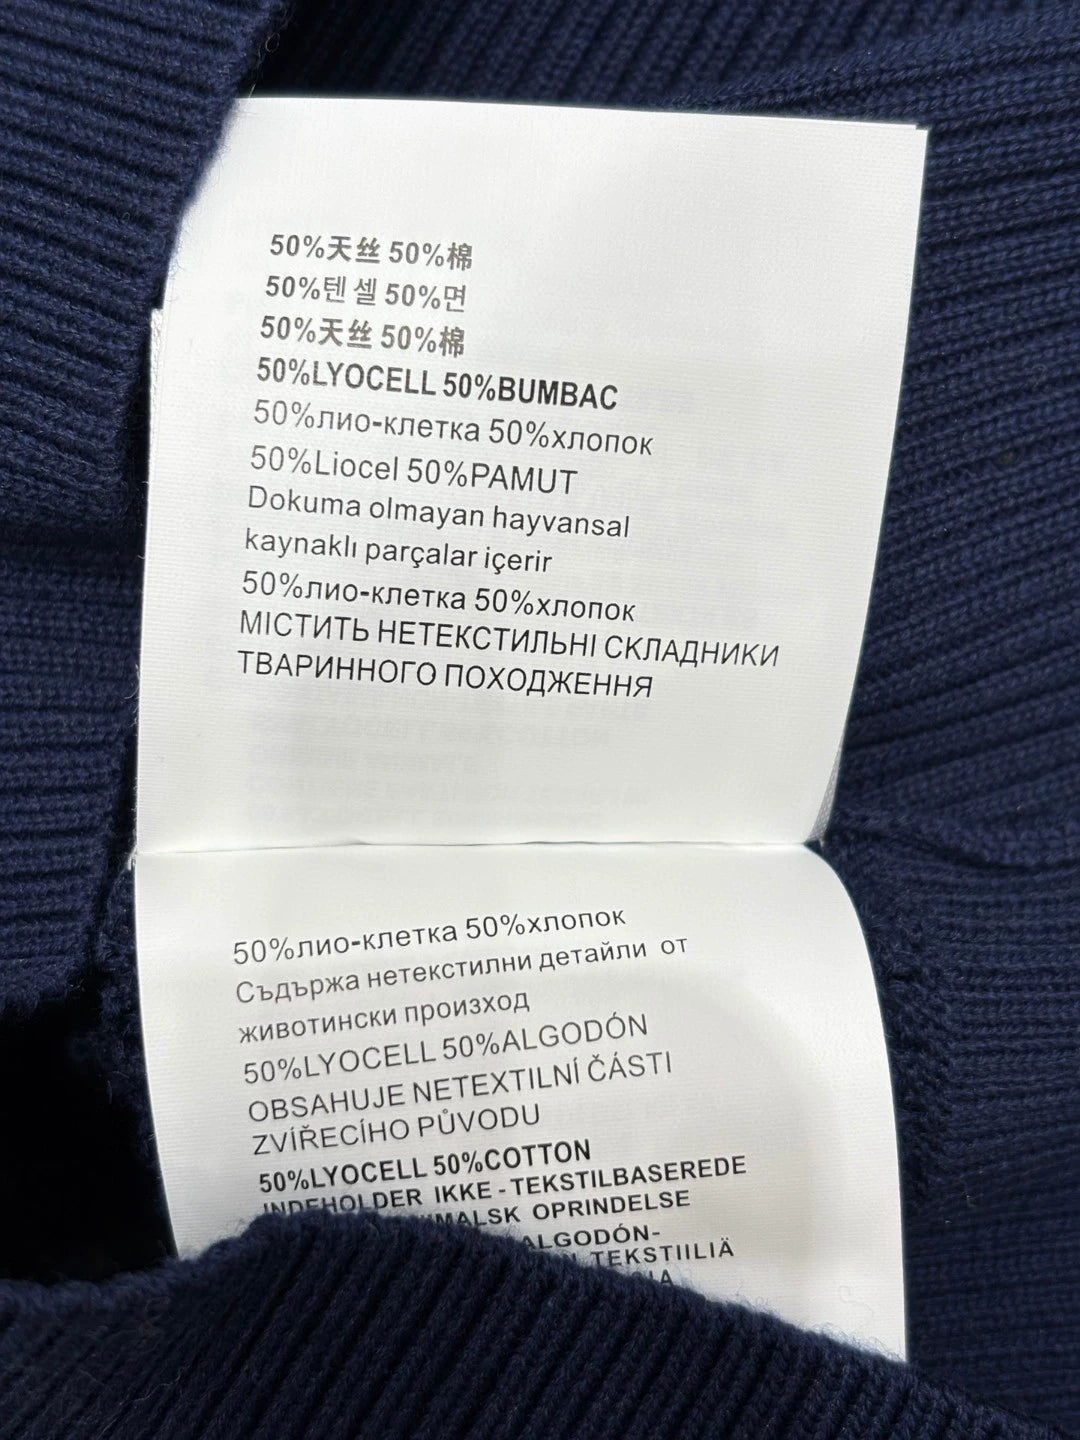 50%天丝 50%棉
50%텐 셀 50%면
50%天丝 50%棉
50%LYOCELL 50%BUMBAC
50%лио-клетка 50%хлопок
50%Liocel 50%PAMUT
Dokuma olmayan hayvansal
kaynaklı parçalar içerir
50%лио-клетка 50%хлопок
МІСТИТЬ НЕТЕКСТИЛЬНІ СКЛАДНИКИ
ТВАРИННОГО ПОХОДЖЕННЯ
50%лио-клетка 50%хлопок
Съдържа нетекстилни детайли от
животински произход
50%LYOCELL 50%ALGODÓN
OBSAHUJE NETEXTILNÍ ČÁSTI
ZVÍŘECÍHO PŮVODU
50%LYOCELL 50%COTTON
INDEHOLDER IKKE-TEKSTILBASEREDE
OPRINDELSE
ALGODÓN-
TEKSTIILIÄ